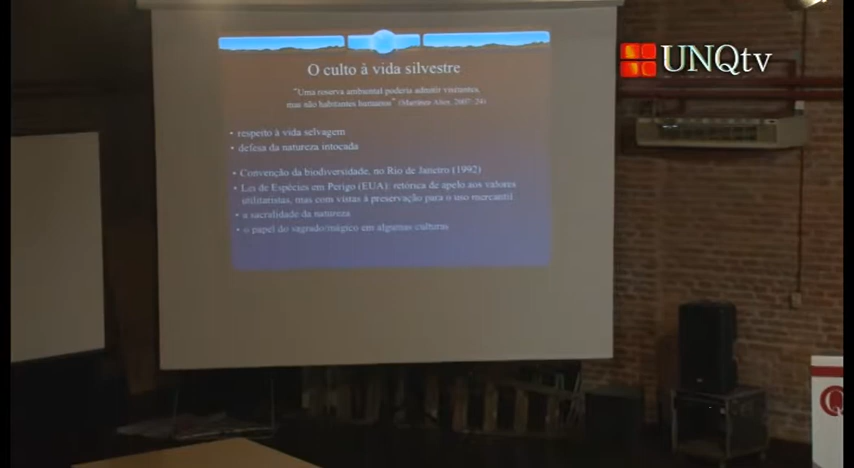 UNQtv
O culto à vida silvestre
"Uma reserva ambiental poderia admitir visitantes,
mas não habitantes humanos" (Martínez Alier, 2007: 24)
• respeito à vida selvagem
• defesa da natureza intocada
• Convenção da biodiversidade, no Rio de Janeiro (1992)
• Lei de Espécies em Perigo (EUA): retórica de apelo aos valores
utilitaristas, mas com vistas à preservação para o uso mercantil
• a sacralidade da natureza
• o papel do sagrado/mágico em algumas culturas
Q